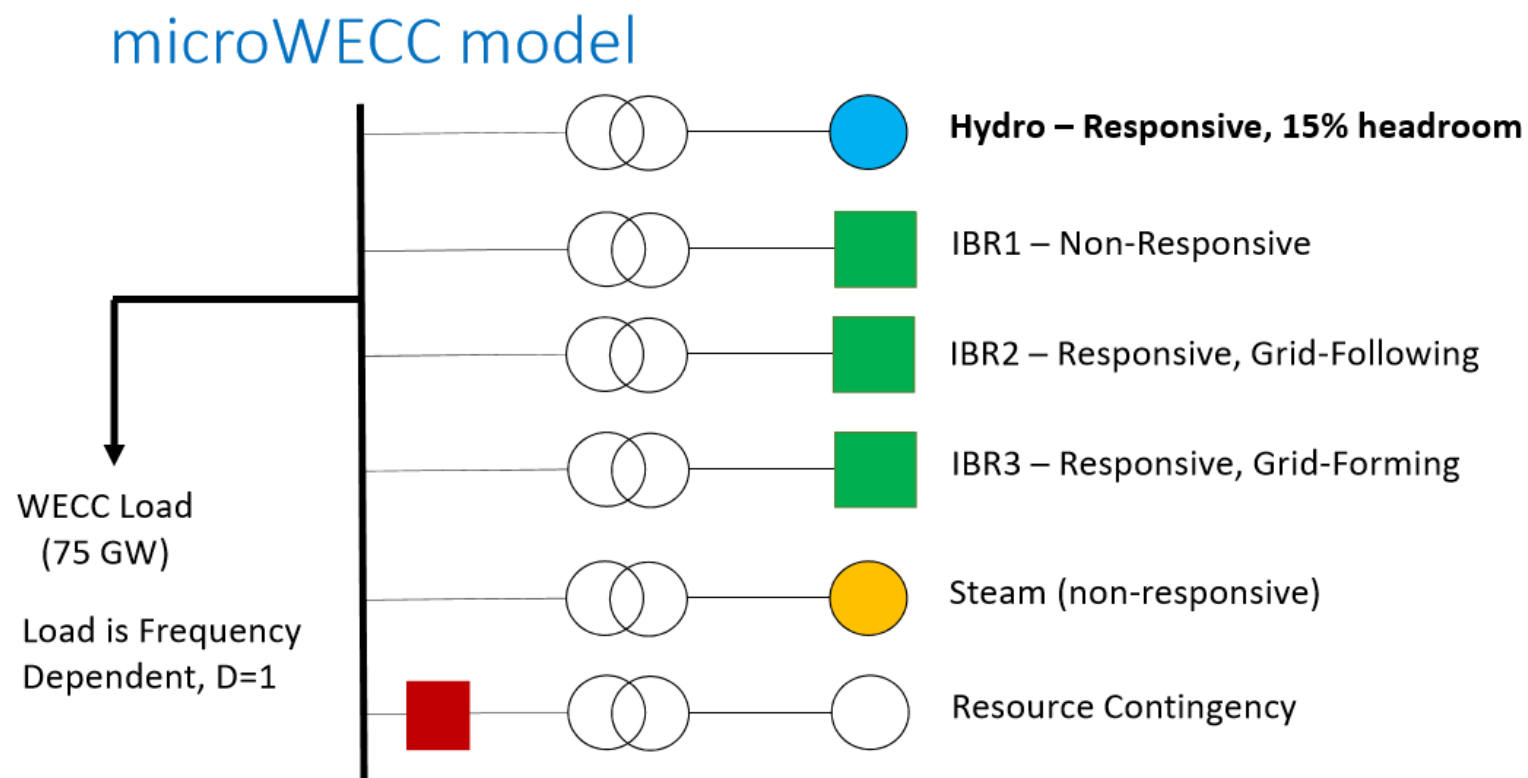 microWECC model
Hydro – Responsive, 15% headroom
IBR1 – Non-Responsive
IBR2 – Responsive, Grid-Following
IBR3 – Responsive, Grid-Forming
WECC Load
(75 GW)
Steam (non-responsive)
Load is Frequency
Dependent, D=1
Resource Contingency